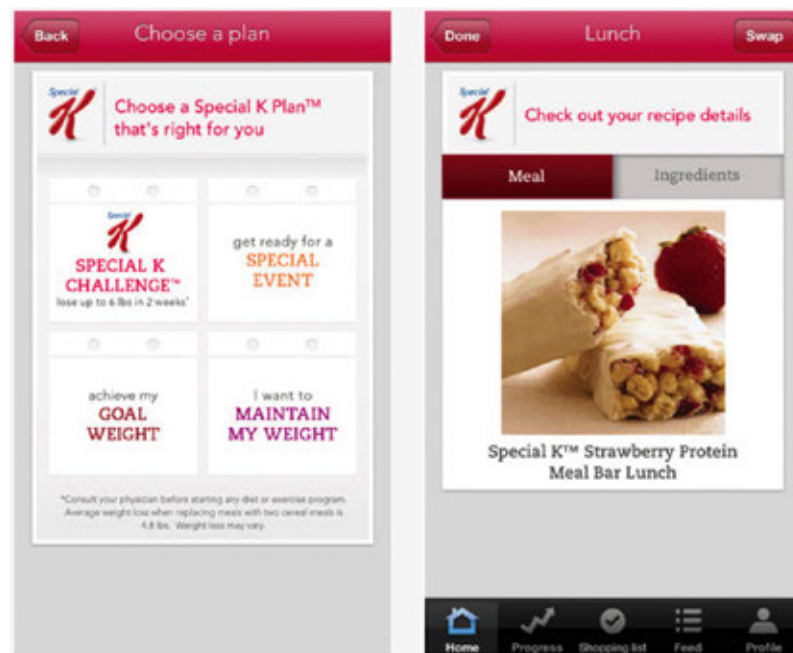 Back
Choose a plan
Special
K
Choose a Special K Plan™
that's right for you
Special
K
SPECIAL K
CHALLENGE™
lose up to 6 lbs in 2 weeks*
get ready for a
SPECIAL
EVENT
achieve my
GOAL
WEIGHT
I want to
MAINTAIN
MY WEIGHT
*Consult your physician before starting any diet or exercise program.
Average weight loss when replacing meals with two cereal meals is
4.8 lbs. Weight loss may vary.
Done
Lunch
Swap
Special
K
Check out your recipe details
Meal
Ingredients
Special K™ Strawberry Protein
Meal Bar Lunch
Home
Progress
Shopping list
Feed
Profile